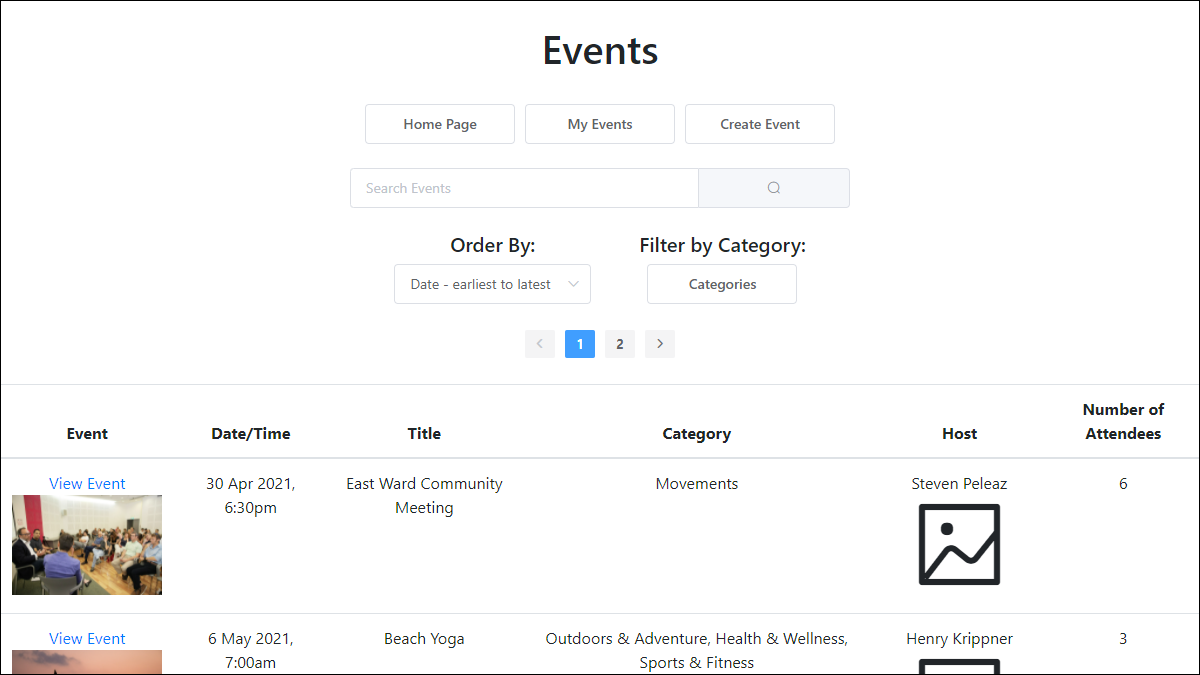 Events
Home Page My Events Create Event
Search Events
Order By: Filter by Category:
Date - earliest to latest Categories
1 2
Number of
Event Date/Time Title Category Host Attendees
View Event 30 Apr 2021, East Ward Community Movements Steven Peleaz 6
6:30pm Meeting
View Event 6 May 2021, Beach Yoga Outdoors & Adventure, Health & Wellness, Henry Krippner 3
7:00am Sports & Fitness